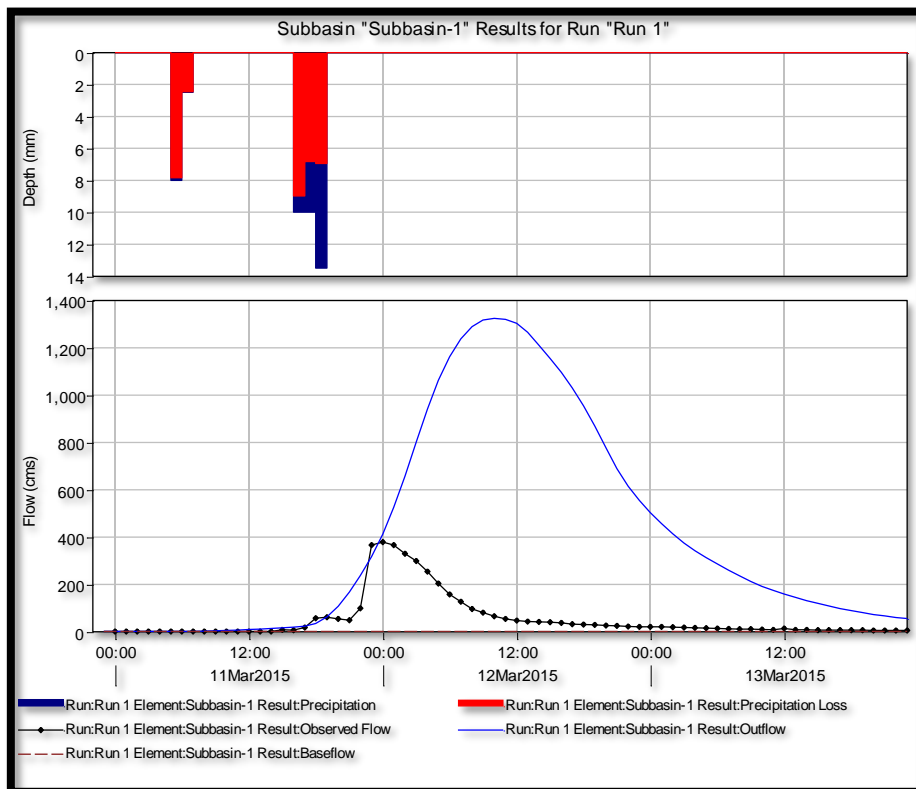 Subbasin "Subbasin-1" Results for Run "Run 1"
Depth (mm)
0
2
4
6
8
10
12
14
Flow (cms)
1,400
1,200
1,000
800
600
400
200
0
00:00 12:00 00:00 12:00 00:00 12:00
11Mar2015 12Mar2015 13Mar2015
Run:Run 1 Element:Subbasin-1 Result:Precipitation Run:Run 1 Element:Subbasin-1 Result:Precipitation Loss
Run:Run 1 Element:Subbasin-1 Result:Observed Flow Run:Run 1 Element:Subbasin-1 Result:Outflow
Run:Run 1 Element:Subbasin-1 Result:Baseflow